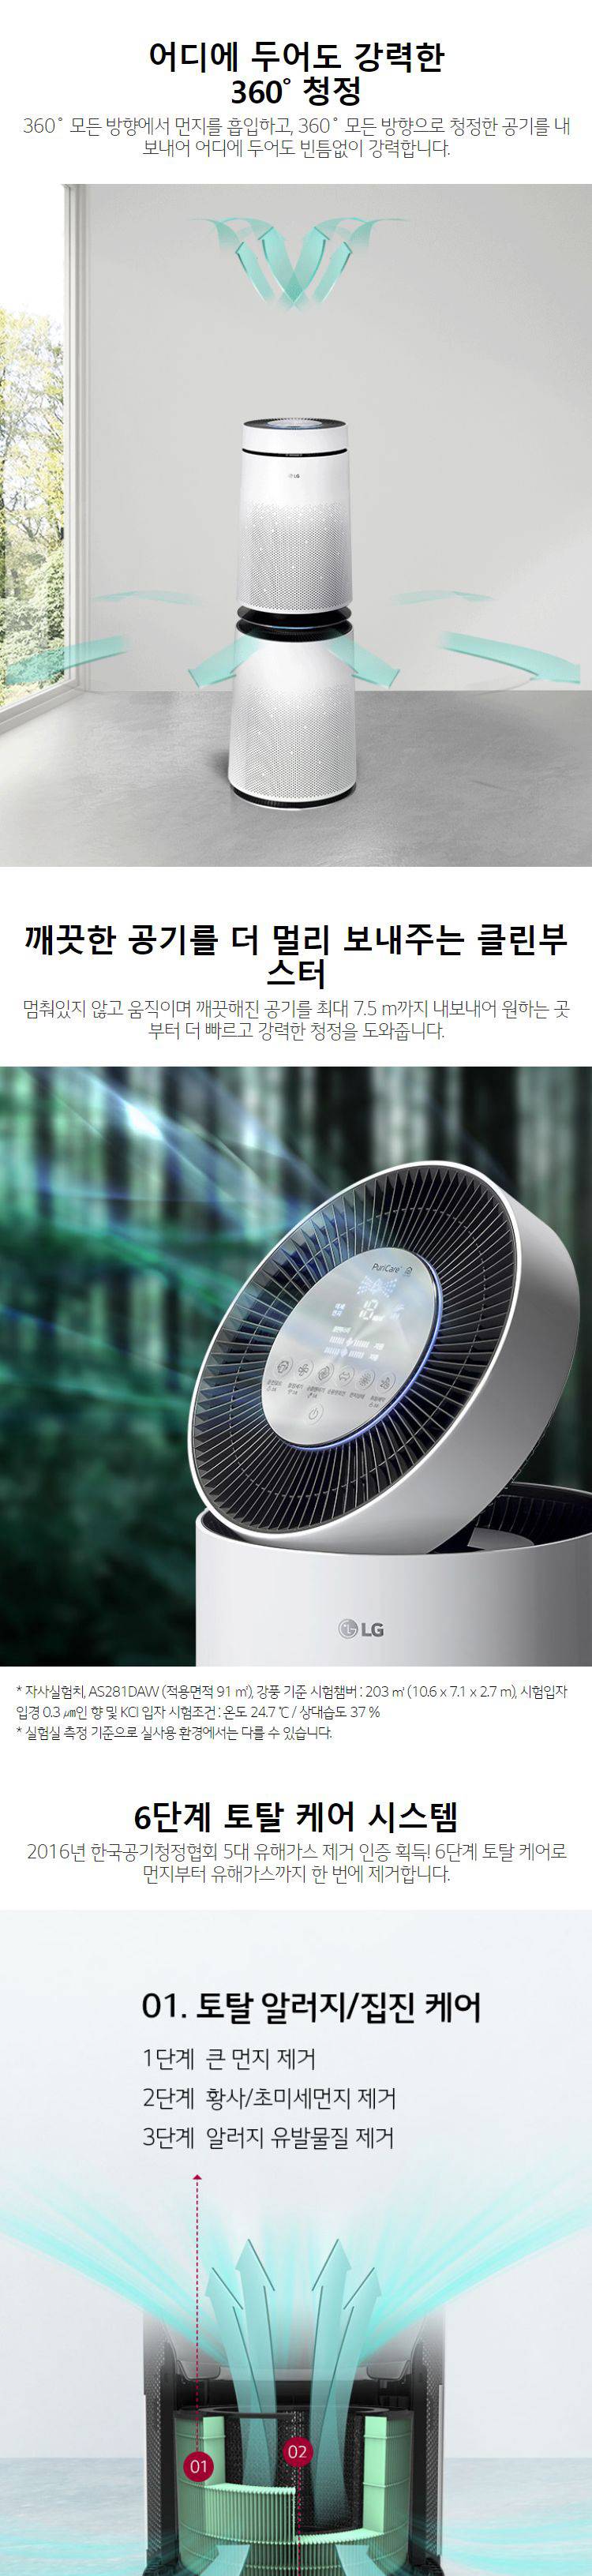 어디에 두어도 강력한
360˚ 청정
360˚ 모든 방향에서 먼지를 흡입하고, 360˚ 모든 방향으로 청정한 공기를 내
보내어 어디에 두어도 빈틈없이 강력합니다.
LG
깨끗한 공기를 더 멀리 보내주는 클린부
스터
멈춰있지 않고 움직이며 깨끗해진 공기를 최대 7.5 m까지 내보내어 원하는 곳
부터 더 빠르고 강력한 청정을 도와줍니다.
PuriCare
LG
* 자사실험치, AS281DAW (적용면적 91 ㎡), 강풍 기준 시험챔버 : 203 ㎥ (10.6 x 7.1 x 2.7 m), 시험입자
입경 0.3 ㎛인 향 및 KCl 입자 시험조건 : 온도 24.7 ℃ / 상대습도 37 %
* 실험실 측정 기준으로 실사용 환경에서는 다를 수 있습니다.
6단계 토탈 케어 시스템
2016년 한국공기청정협회 5대 유해가스 제거 인증 획득! 6단계 토탈 케어로
먼지부터 유해가스까지 한 번에 제거합니다.
01. 토탈 알러지/집진 케어
1단계 큰 먼지 제거
2단계 황사/초미세먼지 제거
3단계 알러지 유발물질 제거
02
01